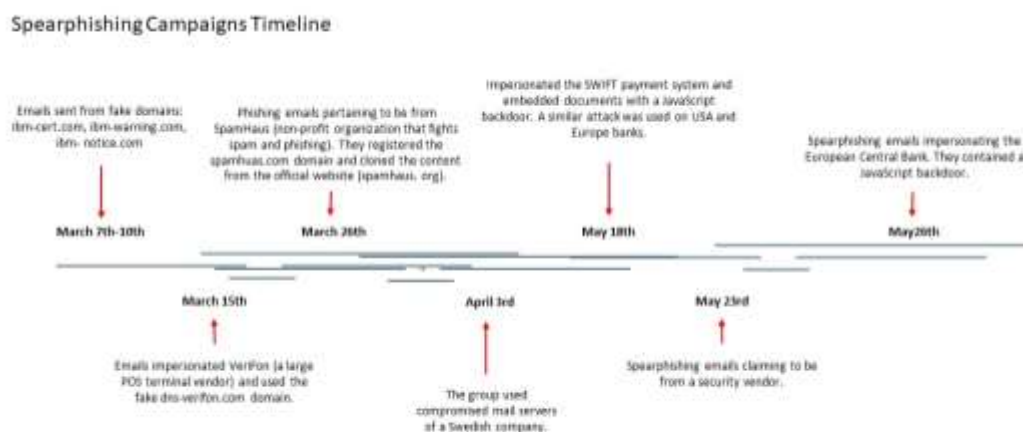 Spearphishing Campaigns Timeline
Emails sent from fake domains:
ibm-cert.com, ibm-warning.com,
ibm- notice.com
Phishing emails pertaining to be from
SpamHaus (non-profit organization that fights
spam and phishing). They registered the
spamhuas.com domain and cloned the content
from the official website (spamhaus. org).
Impersonated the SWIFT payment system and
embedded documents with a JavaScript
backdoor. A similar attack was used on USA and
Europe banks.
Spearphishing emails impersonating the
European Central Bank. They contained a
JavaScript backdoor.
March 7th-10th
March 26th
May 18th
May26th
March 15th
April 3rd
May 23rd
Emails impersonated VeriFon (a large
POS terminal vendor) and used the
fake dns-verifon.com domain.
The group used
compromised mail servers
of a Swedish company.
Spearphishing emails claiming to be
from a security vendor.